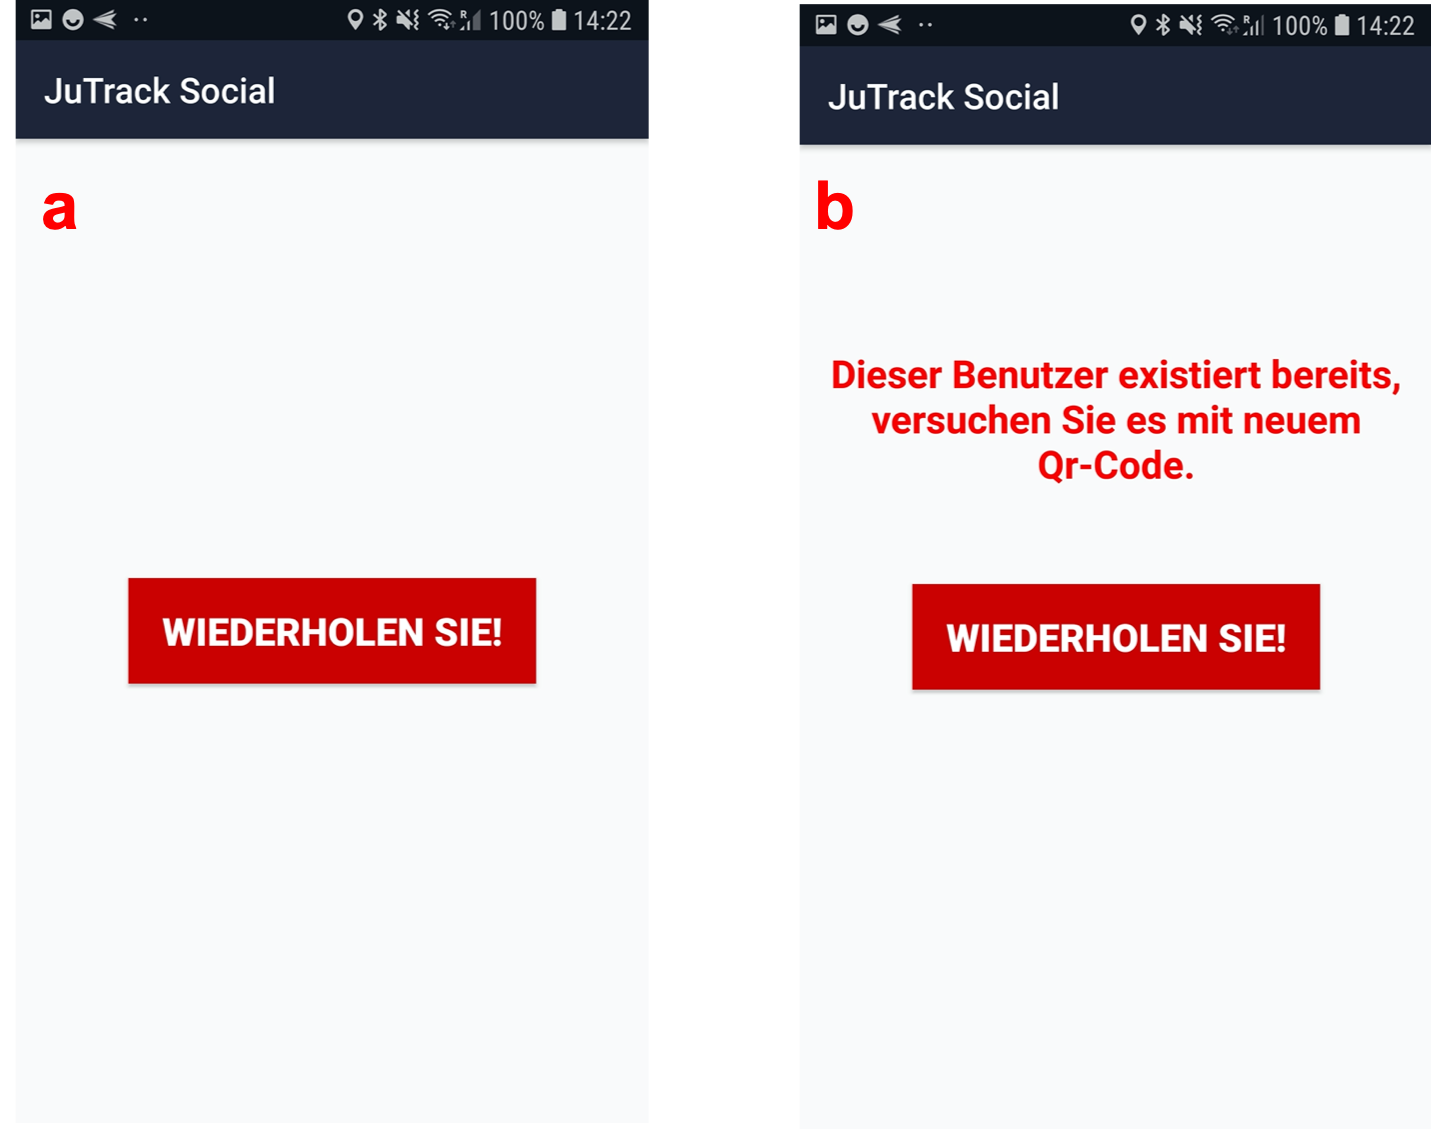 100% 14:22
JuTrack Social
a
WIEDERHOLEN SIE!
R 100% 14:22
JuTrack Social
b
Dieser Benutzer existiert bereits,
versuchen Sie es mit neuem
Qr-Code.
WIEDERHOLEN SIE!